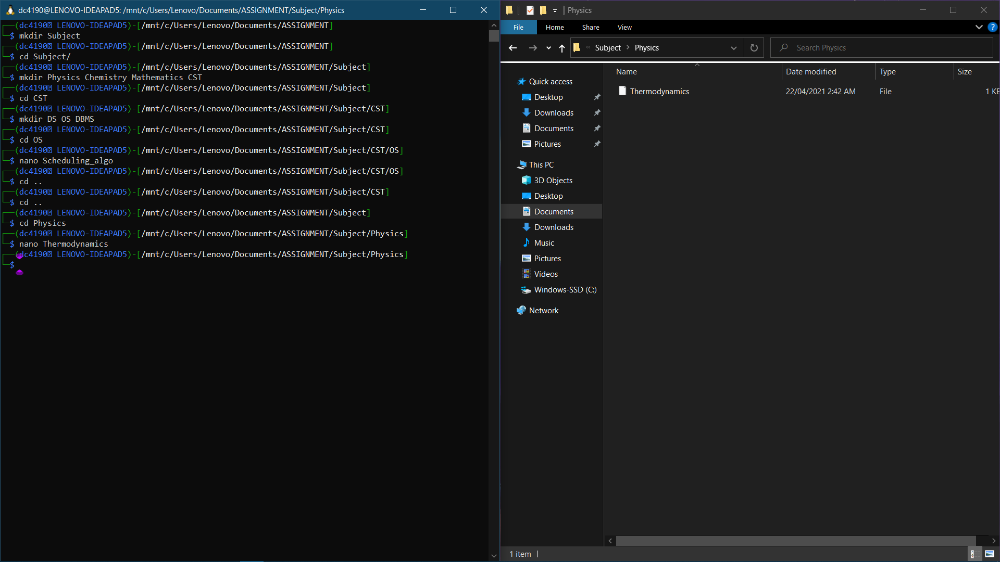 dc4190@LENOVO-IDEAPAD5: /mnt/c/Users/Lenovo/Documents/ASSIGNMENT/Subject/Physics
(dc4190 LENOVO-IDEAPAD5)-[/mnt/c/Users/Lenovo/Documents/ASSIGNMENT]
$ mkdir Subject
(dc4190 LENOVO-IDEAPAD5)-[/mnt/c/Users/Lenovo/Documents/ASSIGNMENT]
$ cd Subject/
(dc4190 LENOVO-IDEAPAD5)-[/mnt/c/Users/Lenovo/Documents/ASSIGNMENT/Subject]
$ mkdir Physics Chemistry Mathematics CST
(dc4190 LENOVO-IDEAPAD5)-[/mnt/c/Users/Lenovo/Documents/ASSIGNMENT/Subject]
$ cd CST
(dc4190 LENOVO-IDEAPAD5)-[/mnt/c/Users/Lenovo/Documents/ASSIGNMENT/Subject/CST]
$ mkdir DS OS DBMS
(dc4190 LENOVO-IDEAPAD5)-[/mnt/c/Users/Lenovo/Documents/ASSIGNMENT/Subject/CST]
$ cd OS
(dc4190 LENOVO-IDEAPAD5)-[/mnt/c/Users/Lenovo/Documents/ASSIGNMENT/Subject/CST/OS]
$ nano Scheduling_algo
(dc4190 LENOVO-IDEAPAD5)-[/mnt/c/Users/Lenovo/Documents/ASSIGNMENT/Subject/CST/OS]
$ cd ..
(dc4190 LENOVO-IDEAPAD5)-[/mnt/c/Users/Lenovo/Documents/ASSIGNMENT/Subject/CST]
$ cd ..
(dc4190 LENOVO-IDEAPAD5)-[/mnt/c/Users/Lenovo/Documents/ASSIGNMENT/Subject]
$ cd Physics
(dc4190 LENOVO-IDEAPAD5)-[/mnt/c/Users/Lenovo/Documents/ASSIGNMENT/Subject/Physics]
$ nano Thermodynamics
(dc4190 LENOVO-IDEAPAD5)-[/mnt/c/Users/Lenovo/Documents/ASSIGNMENT/Subject/Physics]
$
Physics
File Home Share View ?
« Subject > Physics
Search Physics
Name Date modified Type Size
Thermodynamics 22/04/2021 2:42 AM File 1 KB
Quick access
Desktop
Downloads
Documents
Pictures
This PC
3D Objects
Desktop
Documents
Downloads
Music
Pictures
Videos
Windows-SSD (C:)
Network
1 item